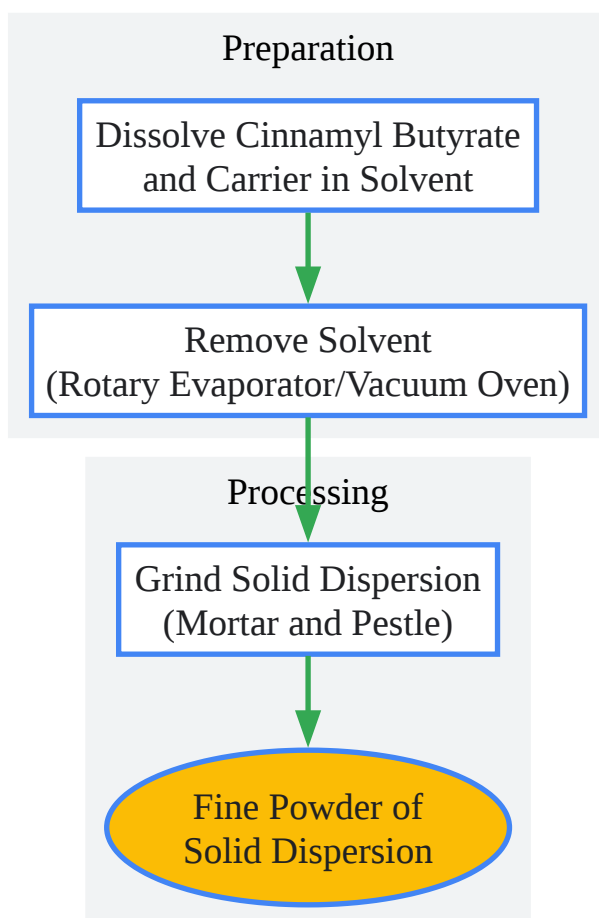 Preparation
Dissolve Cinnamyl Butyrate
and Carrier in Solvent
Remove Solvent
(Rotary Evaporator/Vacuum Oven)
Processing
Grind Solid Dispersion
(Mortar and Pestle)
Fine Powder of
Solid Dispersion